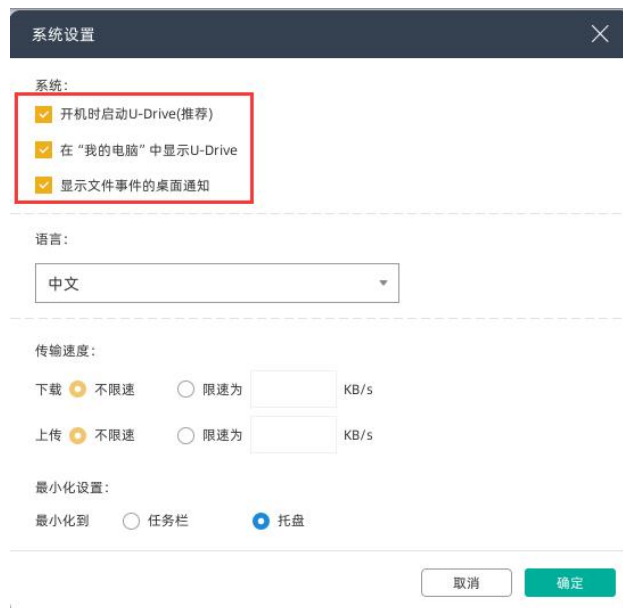 系统设置
系统：
开机时启动U-Drive(推荐)
在“我的电脑”中显示U-Drive
显示文件事件的桌面通知
语言：
中文
传输速度：
下载 不限速 限速为 KB/s
上传 不限速 限速为 KB/s
最小化设置：
最小化到 任务栏 托盘
取消 确定